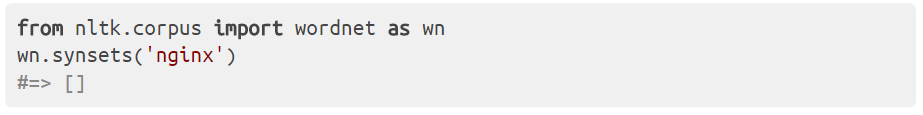 from nltk.corpus import wordnet as wn
wn.synsets('nginx')
#=> []